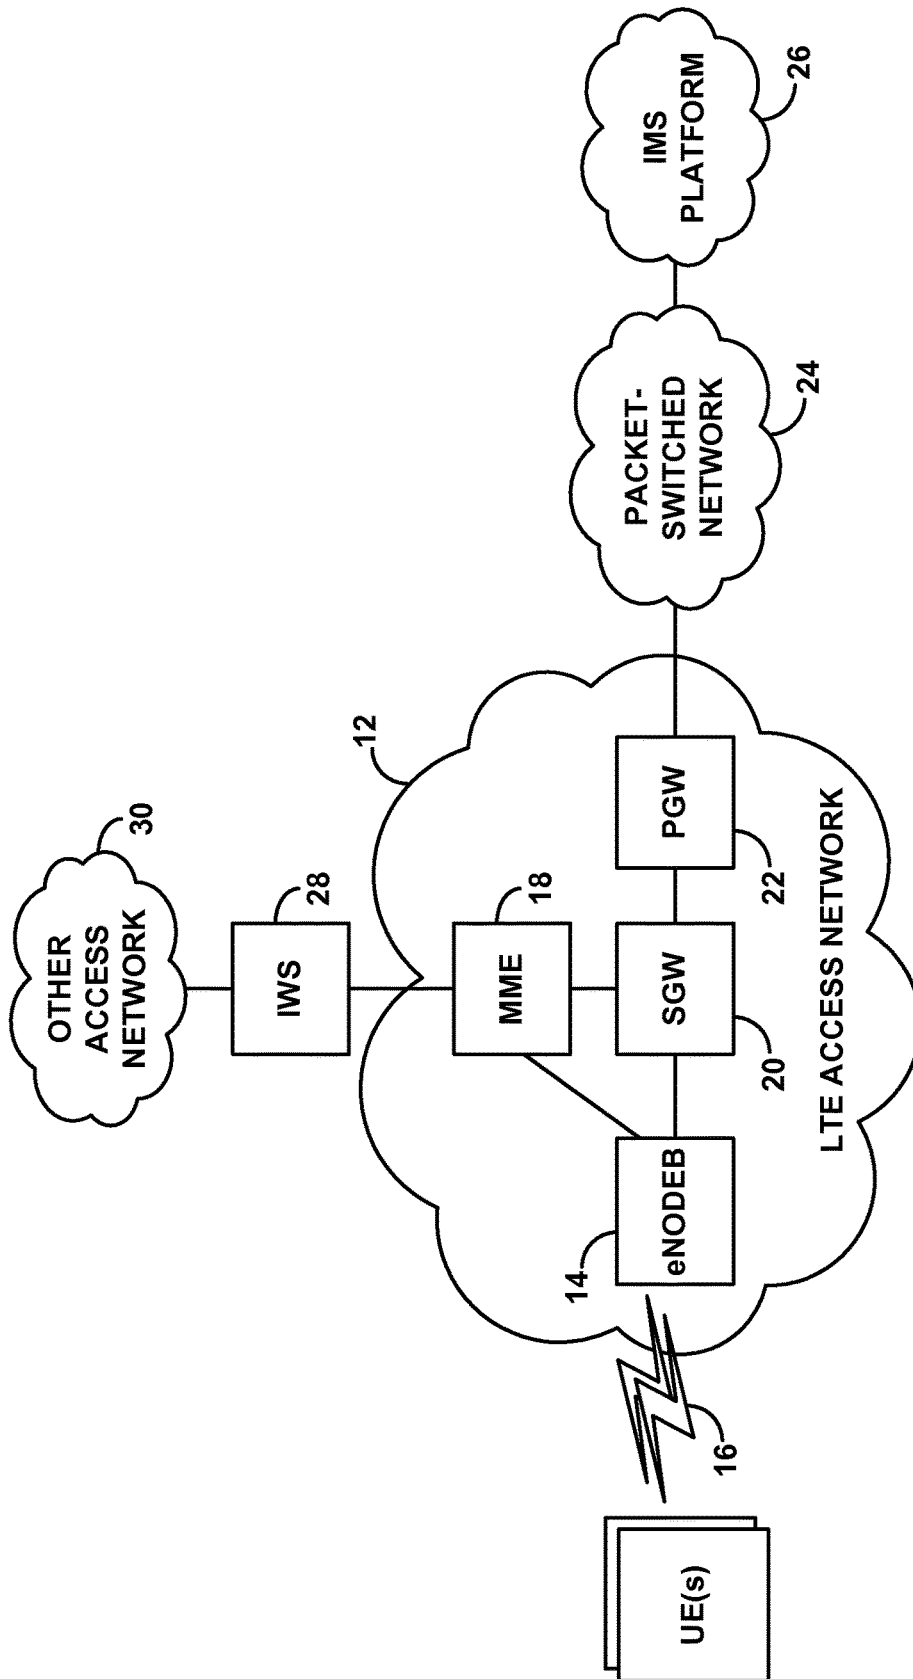 OTHER
ACCESS
NETWORK
30
IWS
28
12
MME
18
UE(s)
16
14
eNODEB
SGW
20
PGW
22
LTE ACCESS NETWORK
PACKET-
SWITCHED
NETWORK
24
IMS
PLATFORM
26